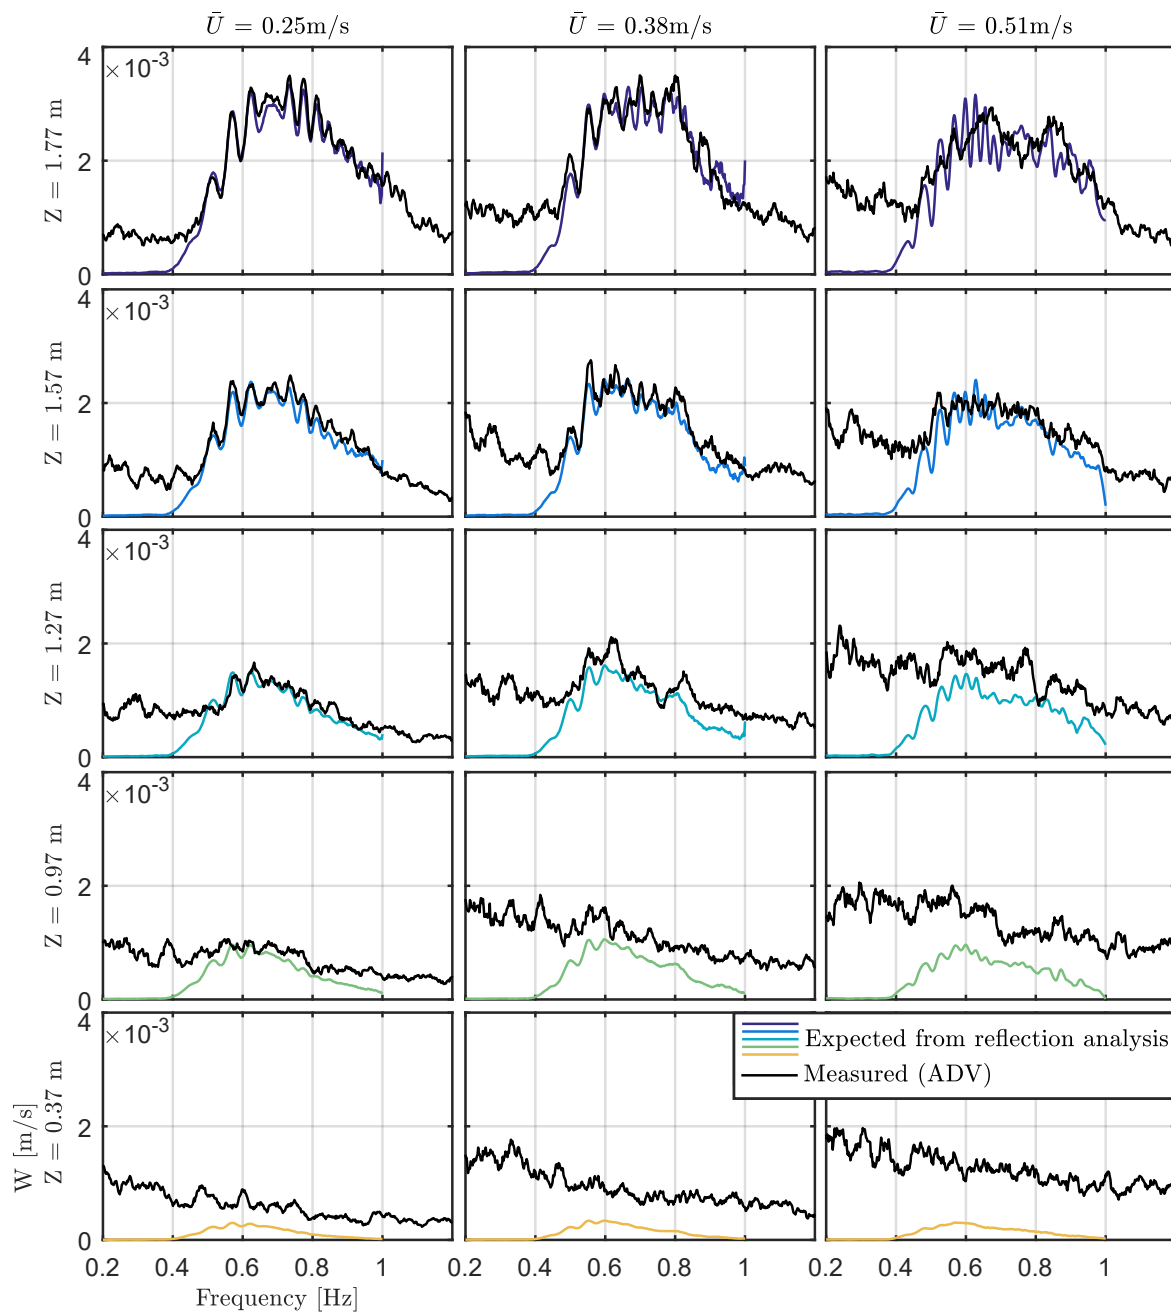 Ū = 0.25m/s Ū = 0.38m/s Ū = 0.51m/s
Z = 1.77 m
4
×10-3
2
0
Z = 1.57 m
4
×10-3
2
0
Z = 1.27 m
4
×10-3
2
0
Z = 0.97 m
4
×10-3
2
0
W [m/s]
Z = 0.37 m
4
×10-3
2
0
Expected from reflection analysis
Measured (ADV)
0.2 0.4 0.6 0.8 1 0.2 0.4 0.6 0.8 1 0.2 0.4 0.6 0.8 1
Frequency [Hz]